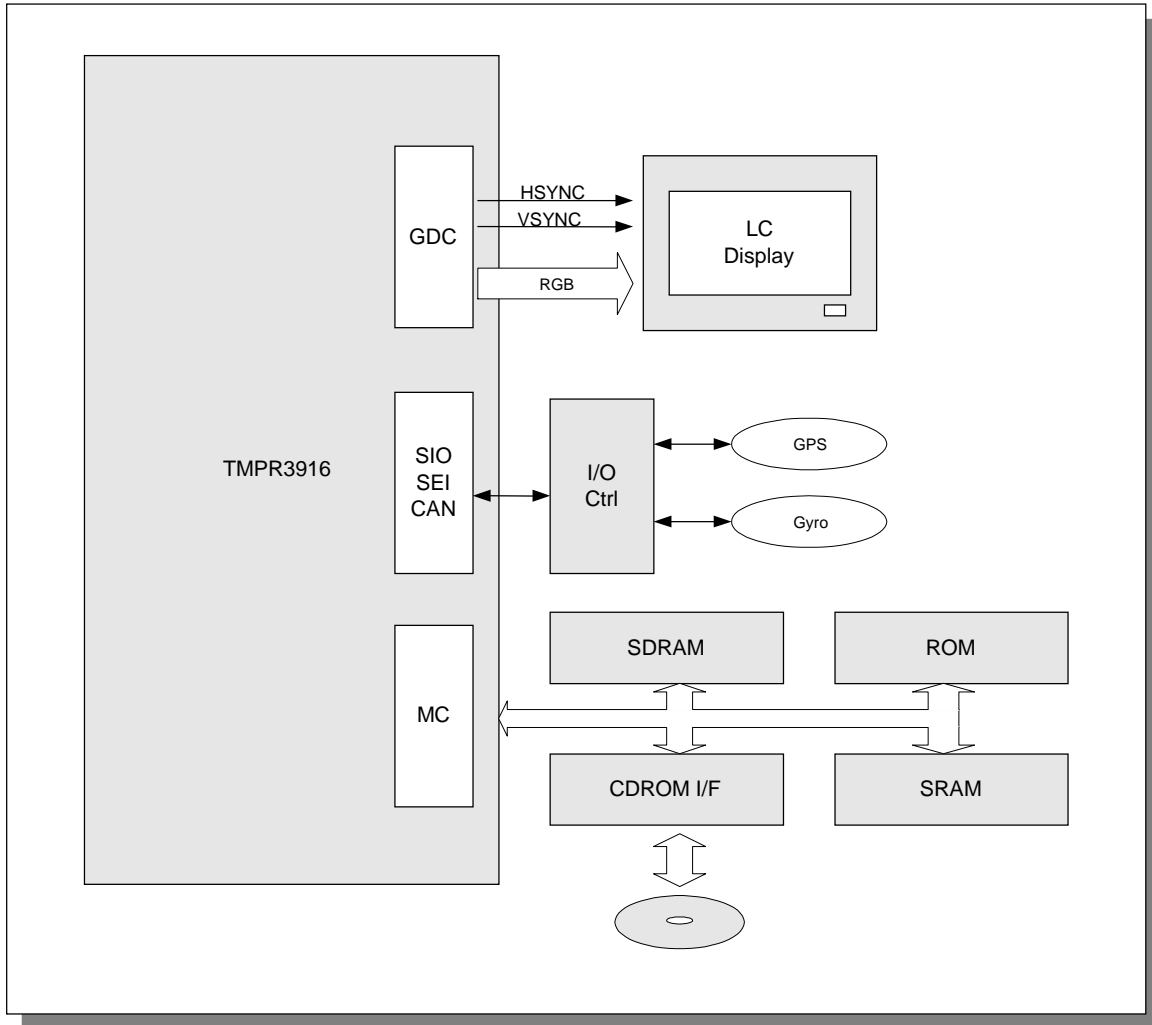 HSYNC
VSYNC
GDC
RGB
LC
Display
TMPR3916
SIO
SEI
CAN
I/O
Ctrl
GPS
Gyro
MC
SDRAM
ROM
CDROM I/F
SRAM